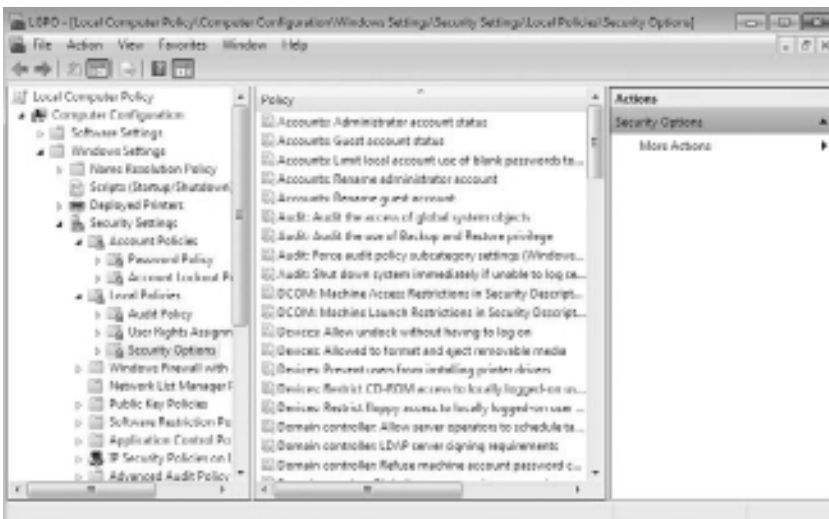 LGPO - [Local Computer Policy\Computer Configuration\Windows Settings\Security Settings\Local Policies\Security Options]
File Action View Favorites Window Help
Local Computer Policy
Computer Configuration
Software Settings
Windows Settings
Name Resolution Policy
Scripts (Startup/Shutdown)
Deployed Printers
Security Settings
Account Policies
Password Policy
Account Lockout Po
Local Policies
Audit Policy
User Rights Assignm
Security Options
Windows Firewall with
Network List Manager P
Public Key Policies
Software Restriction Po
Application Control Po
IP Security Policies on L
Advanced Audit Policy
Policy
Accounts: Administrator account status
Accounts: Guest account status
Accounts: Limit local account use of blank passwords to...
Accounts: Rename administrator account
Accounts: Rename guest account
Audit: Audit the access of global system objects
Audit: Audit the use of Backup and Restore privilege
Audit: Force audit policy subcategory settings (Windows...
Audit: Shut down system immediately if unable to log se...
DCOM: Machine Access Restrictions in Security Descript...
DCOM: Machine Launch Restrictions in Security Descript...
Devices: Allow undock without having to log on
Devices: Allowed to format and eject removable media
Devices: Prevent users from installing printer drivers
Devices: Restrict CD-ROM access to locally logged-on us...
Devices: Restrict floppy access to locally logged-on user ...
Domain controller: Allow server operators to schedule ta...
Domain controller: LDAP server signing requirements
Domain controller: Refuse machine account password c...
Actions
Security Options
More Actions